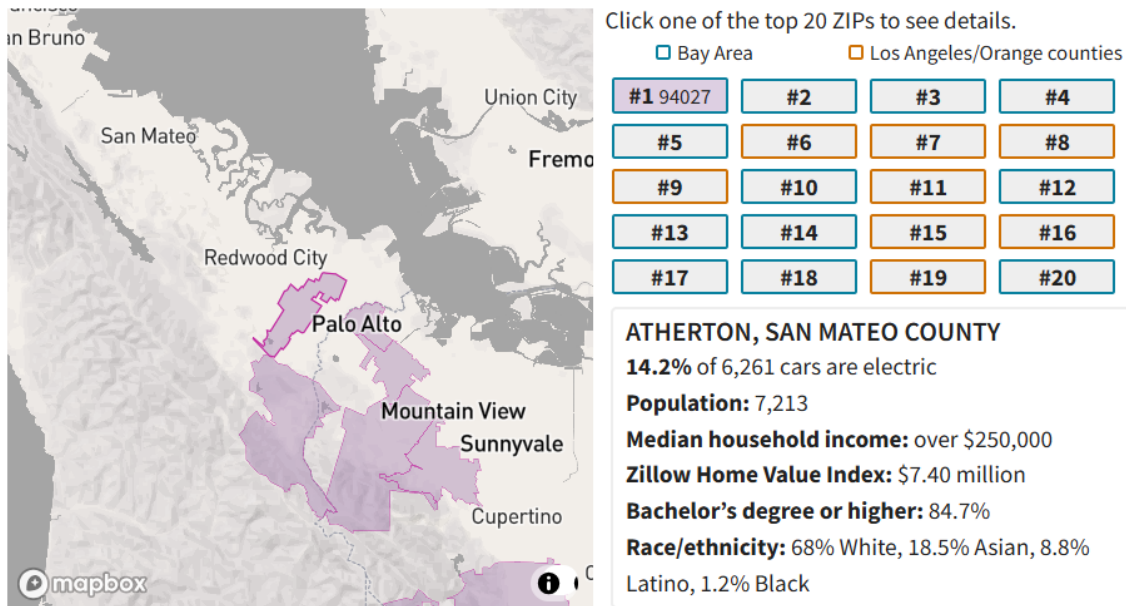 an Bruno
Union City
San Mateo
Fremo
Redwood City
Palo Alto
Mountain View
Sunnyvale
Cupertino
mapbox
i
Click one of the top 20 ZIPs to see details.
Bay Area
Los Angeles/Orange counties
#1 94027
#2
#3
#4
#5
#6
#7
#8
#9
#10
#11
#12
#13
#14
#15
#16
#17
#18
#19
#20
ATHERTON, SAN MATEO COUNTY
14.2% of 6,261 cars are electric
Population: 7,213
Median household income: over $250,000
Zillow Home Value Index: $7.40 million
Bachelor’s degree or higher: 84.7%
Race/ethnicity: 68% White, 18.5% Asian, 8.8%
Latino, 1.2% Black